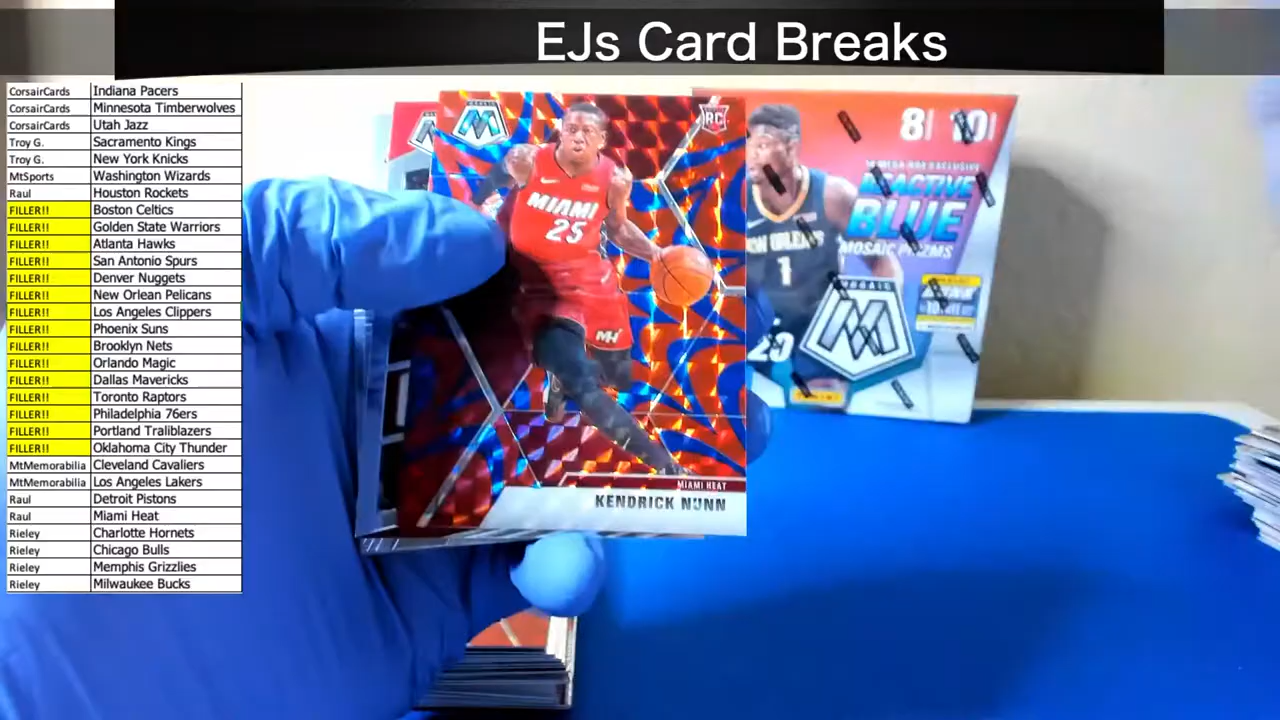 EJs Card Breaks
CorsairCards Indiana Pacers
CorsairCards Minnesota Timberwolves
CorsairCards Utah Jazz
Troy G. Sacramento Kings
Troy G. New York Knicks
MtSports Washington Wizards
Raul Houston Rockets
FILLER!! Boston Celtics
FILLER!! Golden State Warriors
FILLER!! Atlanta Hawks
FILLER!! San Antonio Spurs
FILLER!! Denver Nuggets
FILLER!! New Orlean Pelicans
FILLER!! Los Angeles Clippers
FILLER!! Phoenix Suns
FILLER!! Brooklyn Nets
FILLER!! Orlando Magic
FILLER!! Dallas Mavericks
FILLER!! Toronto Raptors
FILLER!! Philadelphia 76ers
FILLER!! Portland Traliblazers
FILLER!! Oklahoma City Thunder
MtMemorabilia Cleveland Cavaliers
MtMemorabilia Los Angeles Lakers
Raul Detroit Pistons
Raul Miami Heat
Rieley Charlotte Hornets
Rieley Chicago Bulls
Rieley Memphis Grizzlies
Rieley Milwaukee Bucks
MOSAIC
RC
MIAMI
25
MH
MIAMI HEAT
KENDRICK NUNN
8 10
REACTIVE
BLUE
MOSAIC PRIZMS
1
MOSAIC